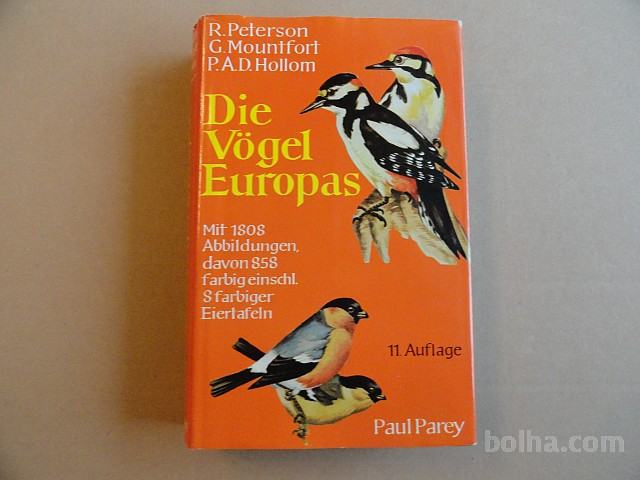 R. Peterson
G. Mountfort
P. A. D. Hollom
Die
Vögel
Europas
Mit 1808
Abbildungen,
davon 858
farbig einschl.
8 farbiger
Eiertafeln
11. Auflage
Paul Parey
bolha.com